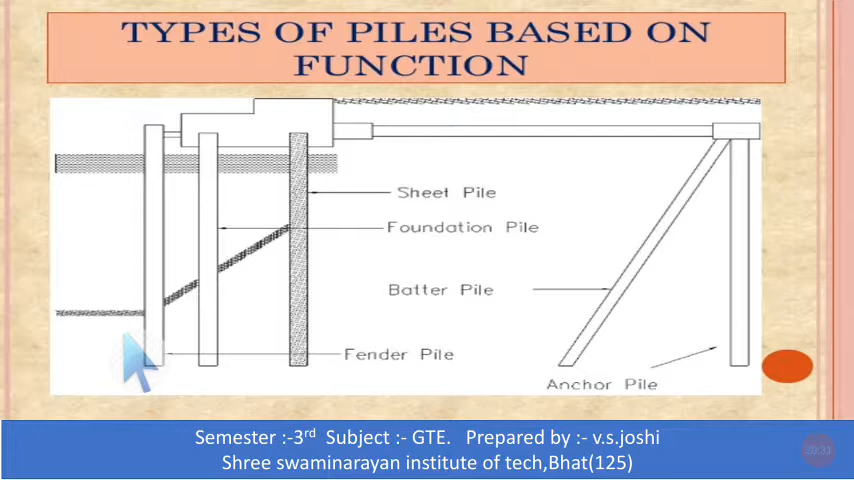 TYPES OF PILES BASED ON
FUNCTION
Sheet Pile
Foundation Pile
Batter Pile
Fender Pile
Anchor Pile
Semester :-3rd Subject :- GTE. Prepared by :- v.s.joshi
Shree swaminarayan institute of tech,Bhat(125)